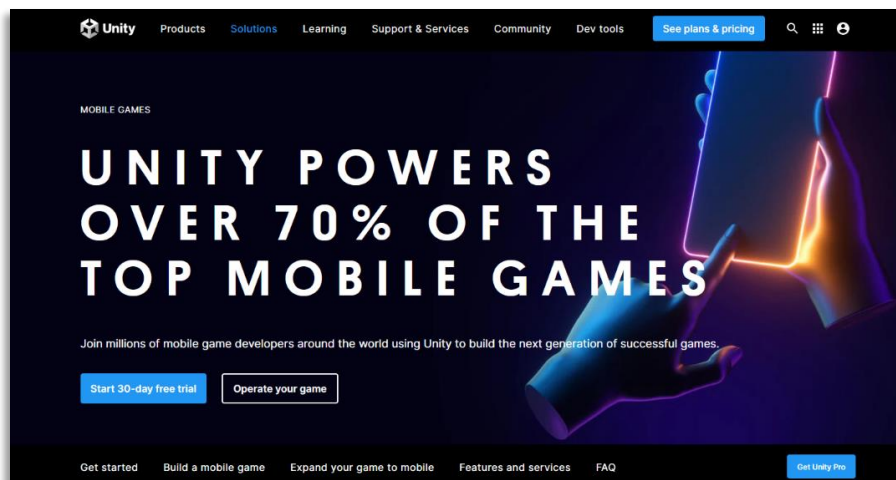 Unity Products Solutions Learning Support & Services Community Dev tools See plans & pricing
MOBILE GAMES
UNITY POWERS
OVER 70% OF THE
TOP MOBILE GAMES
Join millions of mobile game developers around the world using Unity to build the next generation of successful games.
Start 30-day free trial Operate your game
Get started Build a mobile game Expand your game to mobile Features and services FAQ Get Unity Pro